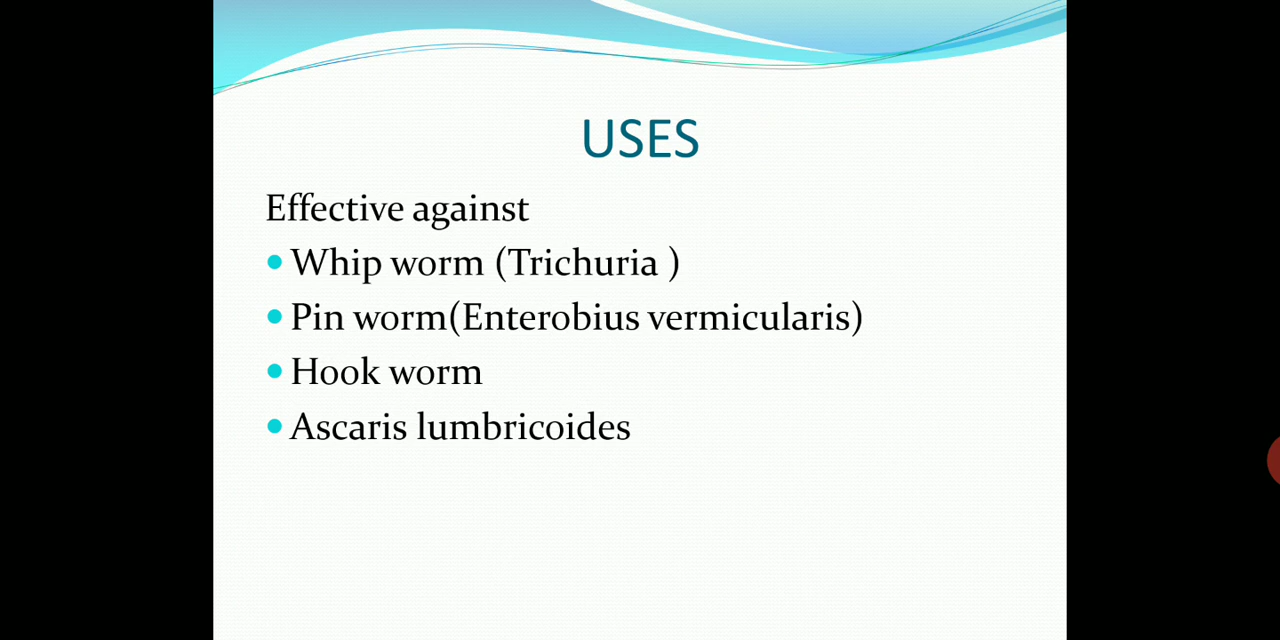 USES
Effective against
• Whip worm (Trichuria )
• Pin worm(Enterobius vermicularis)
• Hook worm
• Ascaris lumbricoides